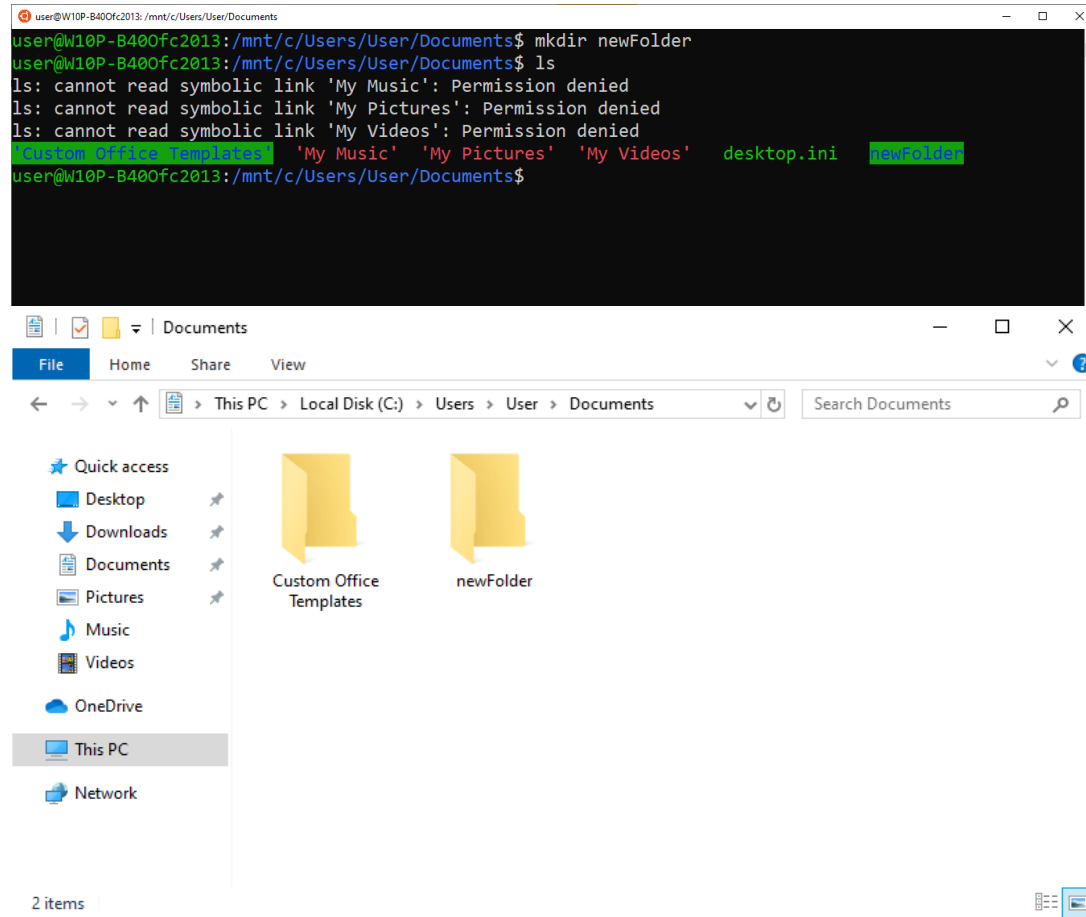 user@W10P-B40Ofc2013: /mnt/c/Users/User/Documents
user@W10P-B40Ofc2013:/mnt/c/Users/User/Documents$ mkdir newFolder
user@W10P-B40Ofc2013:/mnt/c/Users/User/Documents$ ls
ls: cannot read symbolic link 'My Music': Permission denied
ls: cannot read symbolic link 'My Pictures': Permission denied
ls: cannot read symbolic link 'My Videos': Permission denied
'Custom Office Templates' 'My Music' 'My Pictures' 'My Videos' desktop.ini newFolder
user@W10P-B40Ofc2013:/mnt/c/Users/User/Documents$
Documents
File Home Share View
This PC > Local Disk (C:) > Users > User > Documents
Search Documents
Quick access
Desktop
Downloads
Documents
Pictures
Music
Videos
OneDrive
This PC
Network
Custom Office
Templates
newFolder
2 items